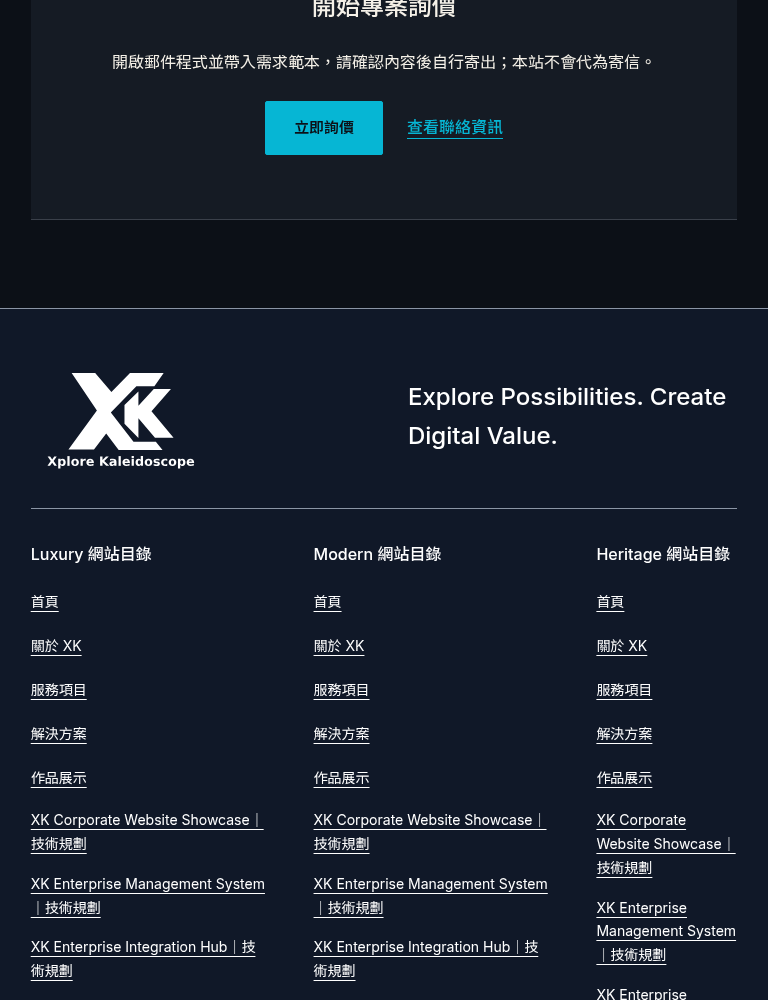 開始專案詢價
開啟郵件程式並帶入需求範本，請確認內容後自行寄出；本站不會代為寄信。
立即詢價
查看聯絡資訊
XK
Xplore Kaleidoscope
Explore Possibilities. Create
Digital Value.
Luxury 網站目錄
首頁
關於 XK
服務項目
解決方案
作品展示
XK Corporate Website Showcase｜
技術規劃
XK Enterprise Management System
｜技術規劃
XK Enterprise Integration Hub｜技
術規劃
Modern 網站目錄
首頁
關於 XK
服務項目
解決方案
作品展示
XK Corporate Website Showcase｜
技術規劃
XK Enterprise Management System
｜技術規劃
XK Enterprise Integration Hub｜技
術規劃
Heritage 網站目錄
首頁
關於 XK
服務項目
解決方案
作品展示
XK Corporate
Website Showcase｜
技術規劃
XK Enterprise
Management System
｜技術規劃
XK Enterprise